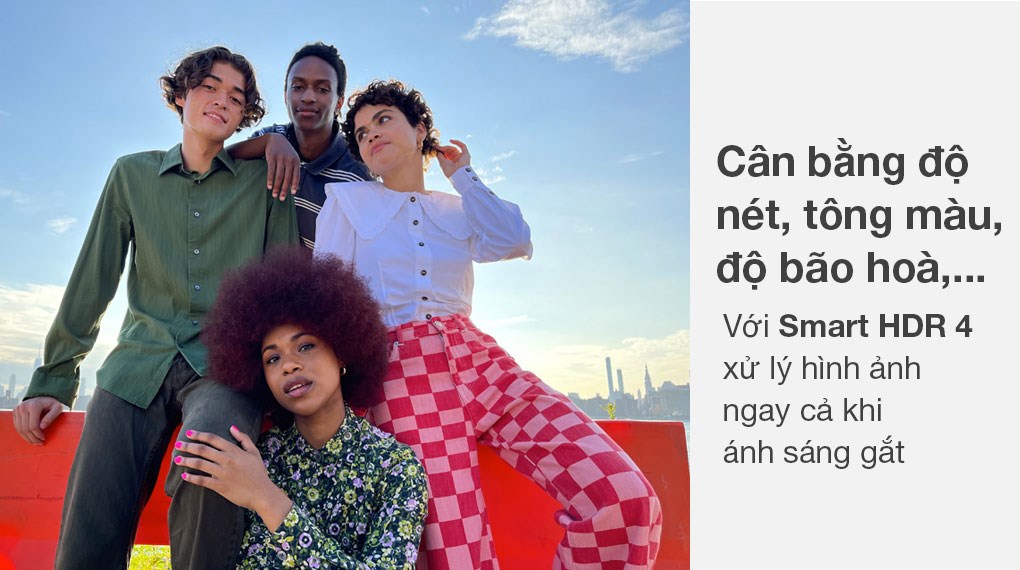 Cân bằng độ
nét, tông màu,
độ bão hoà,...
Với Smart HDR 4
xử lý hình ảnh
ngay cả khi
ánh sáng gắt